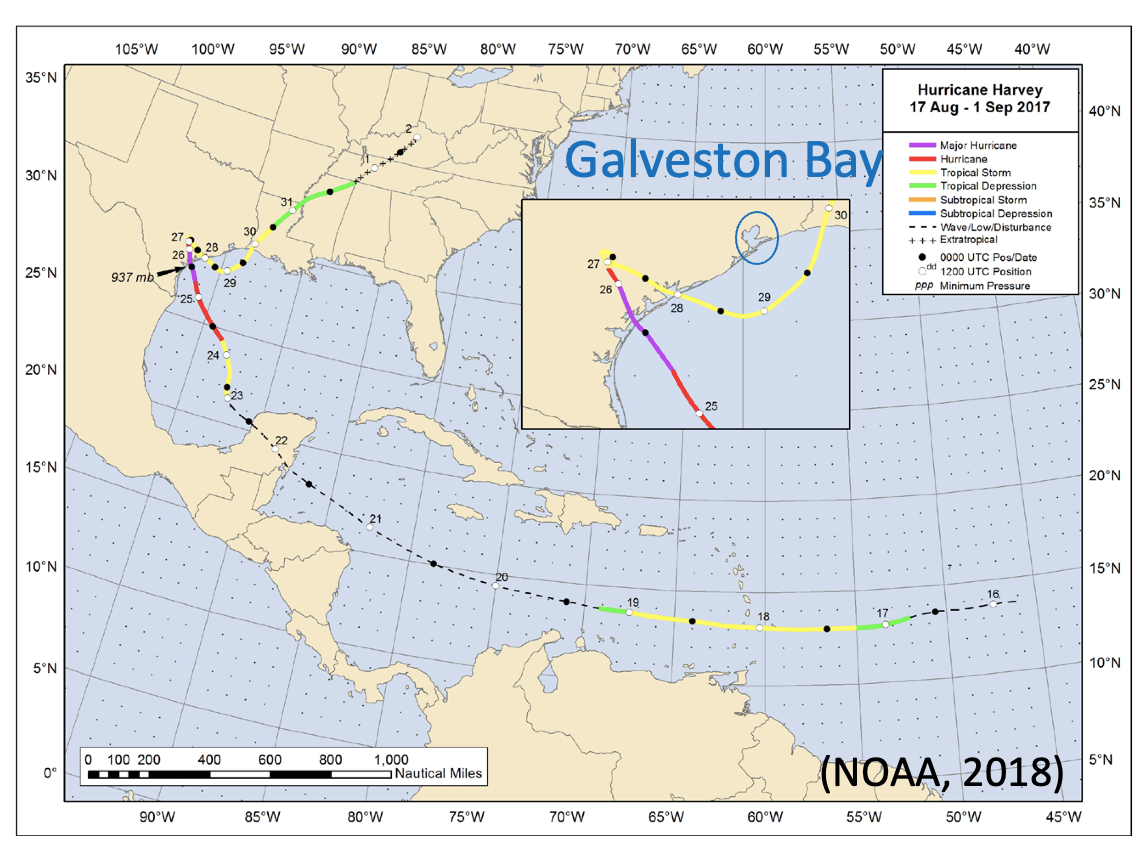 105°W 100°W 95°W 90°W 85°W 80°W 75°W 70°W 65°W 60°W 55°W 50°W 45°W 40°W
35°N
30°N
25°N
20°N
15°N
10°N
5°N
0°
40°N
35°N
30°N
25°N
20°N
15°N
10°N
5°N
Hurricane Harvey
17 Aug - 1 Sep 2017
Major Hurricane
Hurricane
Tropical Storm
Tropical Depression
Subtropical Storm
Subtropical Depression
Wave/Low/Disturbance
Extratropical
0000 UTC Pos/Date
dd 1200 UTC Position
PPP Minimum Pressure
Galveston Bay
2
1
31
30
27
28
26
937 mb
29
25
24
23
22
21
20
19
18
17
16
30
27
26
28
29
25
0 100 200 400 600 800 1,000
Nautical Miles
(NOAA, 2018)
90°W 85°W 80°W 75°W 70°W 65°W 60°W 55°W 50°W 45°W